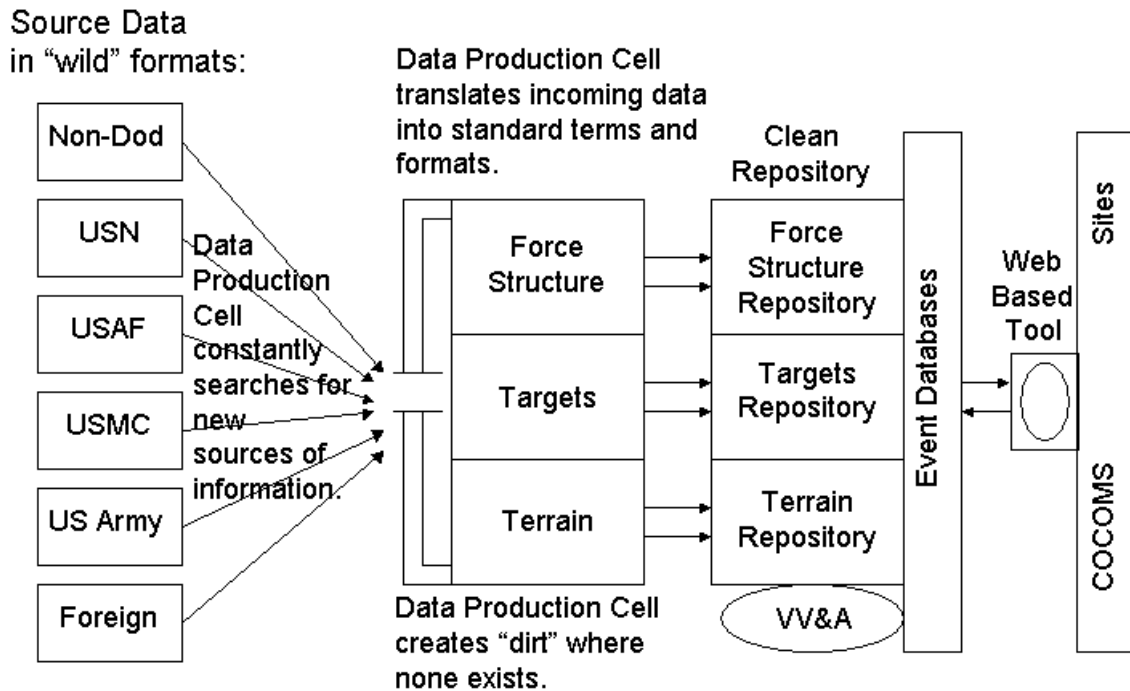 Source Data
in “wild” formats:
Non-Dod
USN
USAF
USMC
US Army
Foreign
Data
Production
Cell
constantly
searches for
new
sources of
information.
Data Production Cell
translates incoming data
into standard terms and
formats.
Force
Structure
Targets
Terrain
Data Production Cell
creates “dirt” where
none exists.
Clean
Repository
Force
Structure
Repository
Targets
Repository
Terrain
Repository
VV&A
Event Databases
Web
Based
Tool
Sites
COCOMS